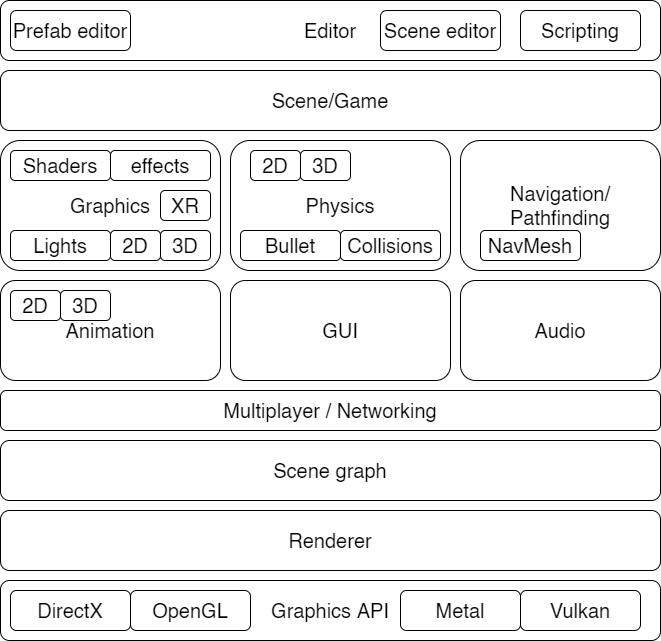 Prefab editor
Editor
Scene editor
Scripting
Scene/Game
Shaders
effects
Graphics
XR
Lights
2D
3D
2D
3D
Physics
Bullet
Collisions
Navigation/
Pathfinding
NavMesh
2D
3D
Animation
GUI
Audio
Multiplayer / Networking
Scene graph
Renderer
DirectX
OpenGL
Graphics API
Metal
Vulkan